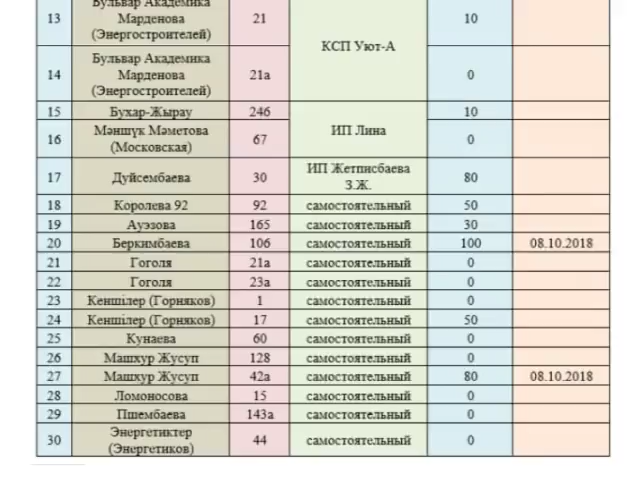 Бульвар Академика
13 Марденова 21 10
(Энергостроителей)
КСП Уют-А
Бульвар Академика
14 Марденова 21а 0
(Энергостроителей)
15 Бухар-Жырау 246 10
ИП Лина
16 Мәншүк Мәметова 67 0
(Московская)
17 Дуйсембаева 30 ИП Жетписбаева 80
З.Ж.
18 Королева 92 92 самостоятельный 50
19 Ауэзова 165 самостоятельный 30
20 Беркимбаева 106 самостоятельный 100 08.10.2018
21 Гоголя 21а самостоятельный 0
22 Гоголя 23а самостоятельный 0
23 Кеншілер (Горняков) 1 самостоятельный 0
24 Кеншілер (Горняков) 17 самостоятельный 50
25 Кунаева 60 самостоятельный 0
26 Машхур Жусуп 128 самостоятельный 0
27 Машхур Жусуп 42а самостоятельный 80 08.10.2018
28 Ломоносова 15 самостоятельный 0
29 Пшембаева 143а самостоятельный 0
30 Энергетиктер 44 самостоятельный 0
(Энергетиков)